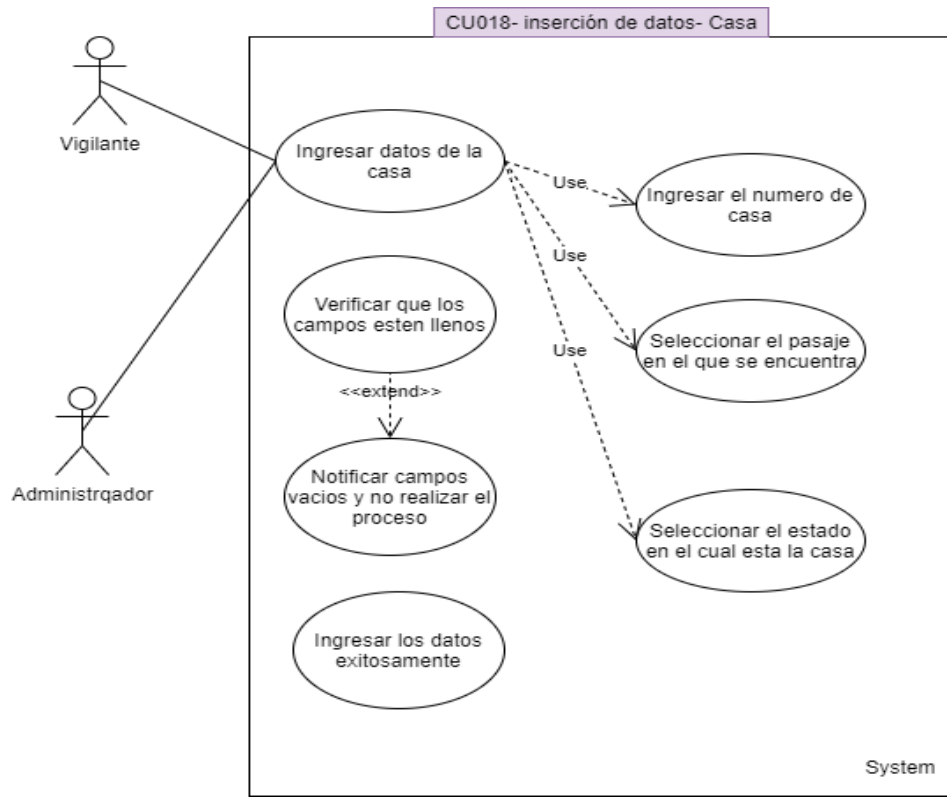 CU018- inserción de datos- Casa
Vigilante
Ingresar datos de la
casa
Use
Ingresar el numero de
casa
Use
Verificar que los
campos esten llenos
Use
Seleccionar el pasaje
en el que se encuentra
<<extend>>
Administrqador
Notificar campos
vacios y no realizar el
proceso
Seleccionar el estado
en el cual esta la casa
Ingresar los datos
exitosamente
System